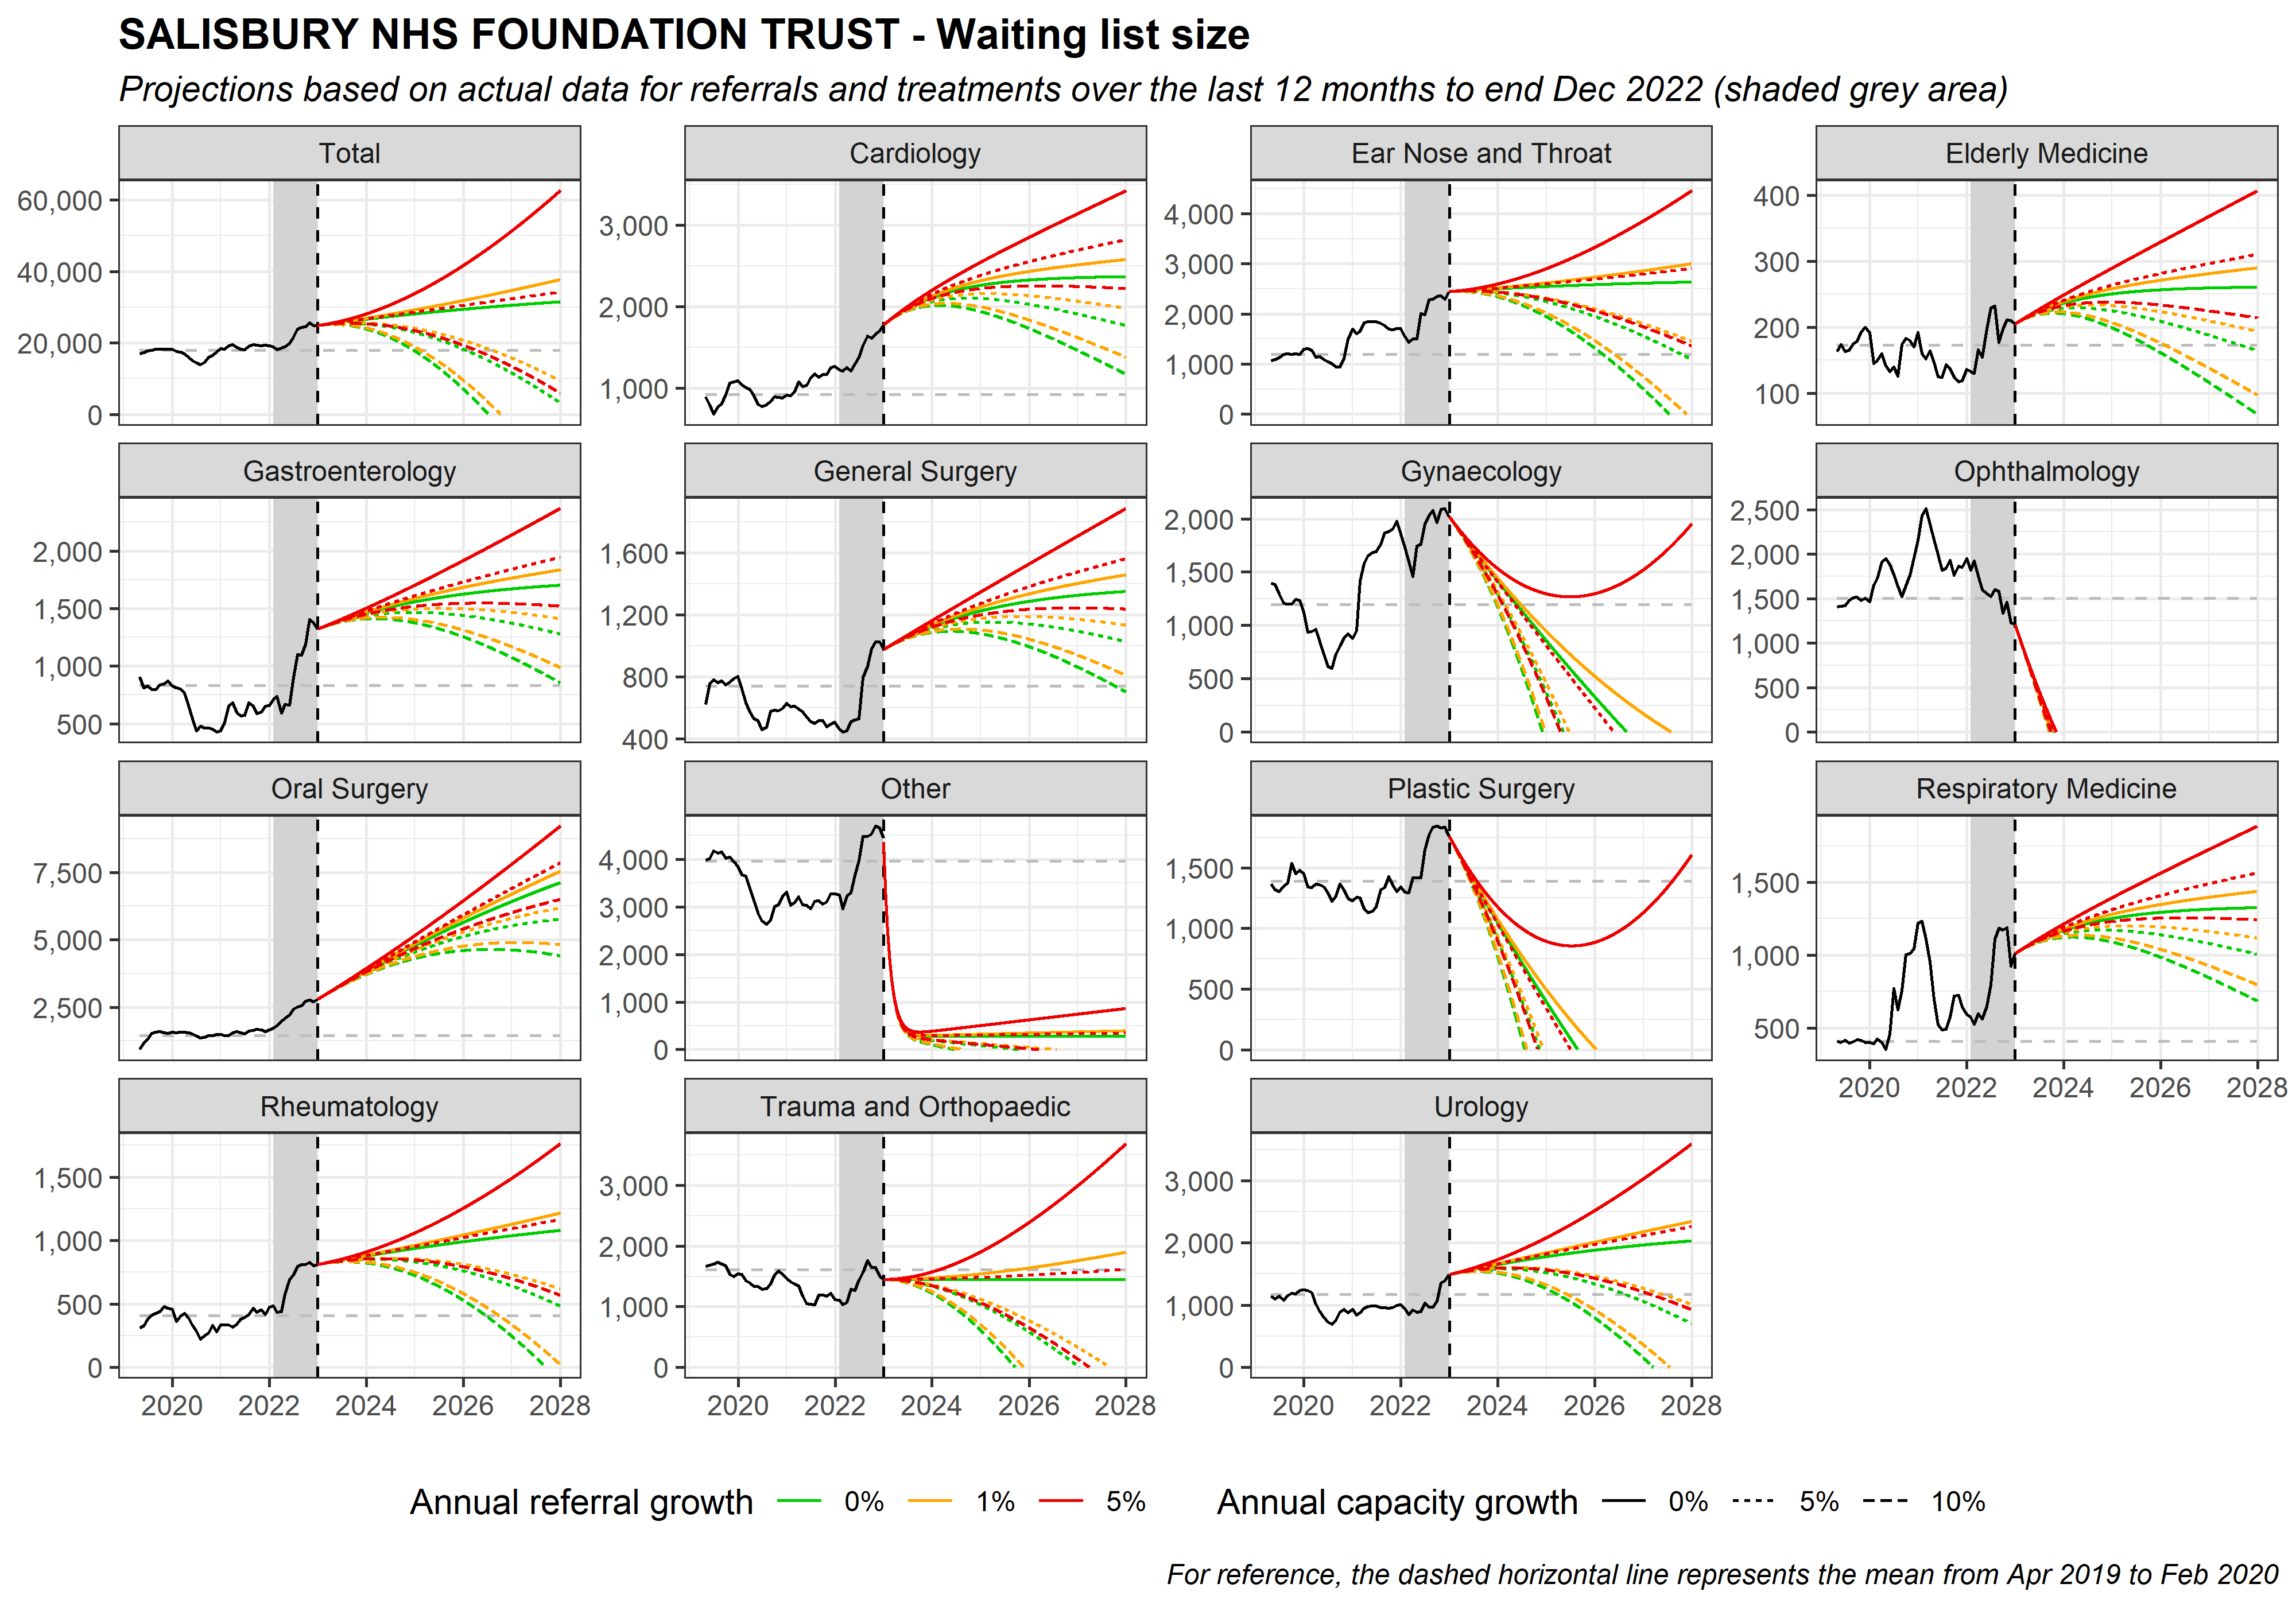 SALISBURY NHS FOUNDATION TRUST - Waiting list size
Projections based on actual data for referrals and treatments over the last 12 months to end Dec 2022 (shaded grey area)
Total
60,000
40,000
20,000
0
Cardiology
3,000
2,000
1,000
Ear Nose and Throat
4,000
3,000
2,000
1,000
0
Elderly Medicine
400
300
200
100
Gastroenterology
2,000
1,500
1,000
500
General Surgery
1,600
1,200
800
400
Gynaecology
2,000
1,500
1,000
500
0
Ophthalmology
2,500
2,000
1,500
1,000
500
0
Oral Surgery
7,500
5,000
2,500
Other
4,000
3,000
2,000
1,000
0
Plastic Surgery
1,500
1,000
500
0
Respiratory Medicine
1,500
1,000
500
2020 2022 2024 2026 2028
Rheumatology
1,500
1,000
500
0
2020 2022 2024 2026 2028
Trauma and Orthopaedic
3,000
2,000
1,000
0
2020 2022 2024 2026 2028
Urology
3,000
2,000
1,000
0
2020 2022 2024 2026 2028
Annual referral growth 0% 1% 5% Annual capacity growth 0% 5% 10%
For reference, the dashed horizontal line represents the mean from Apr 2019 to Feb 2020